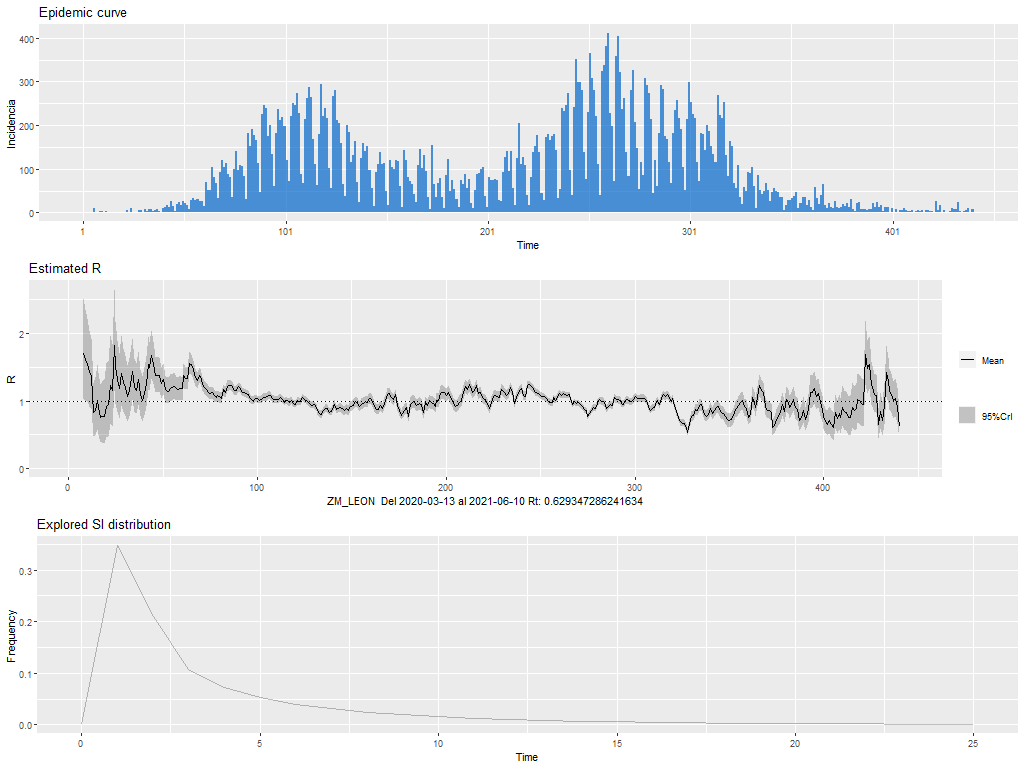 Epidemic curve
400
300
200
100
0
Incidencia
1
101
201
301
401
Time
Estimated R
2
1
0
R
Mean
95%CrI
0
100
200
300
400
ZM_LEON Del 2020-03-13 al 2021-06-10 Rt: 0.629347286241634
Explored SI distribution
0.3
0.2
0.1
0.0
Frequency
0
5
10
15
20
25
Time